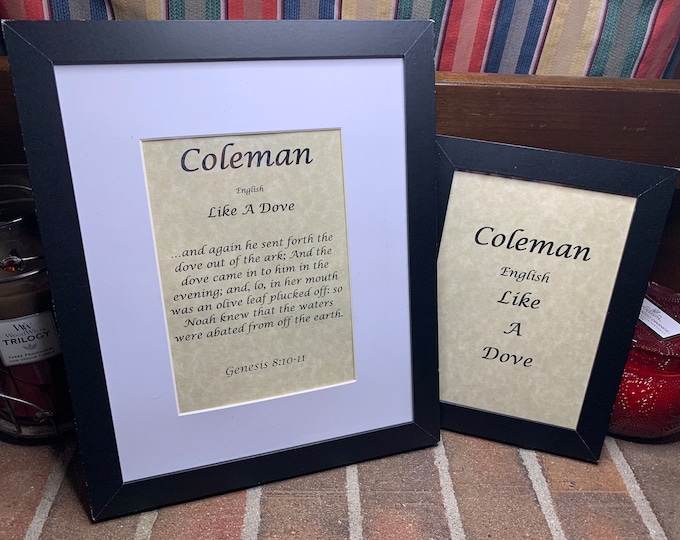 Coleman
English
Like A Dove
...and again he sent forth the
dove out of the ark; And the
dove came in to him in the
evening; and, lo, in her mouth
was an olive leaf plucked off: so
Noah knew that the waters
were abated from off the earth.
Genesis 8:10-11
Coleman
English
Like
A
Dove
WoodWick
TRILOGY